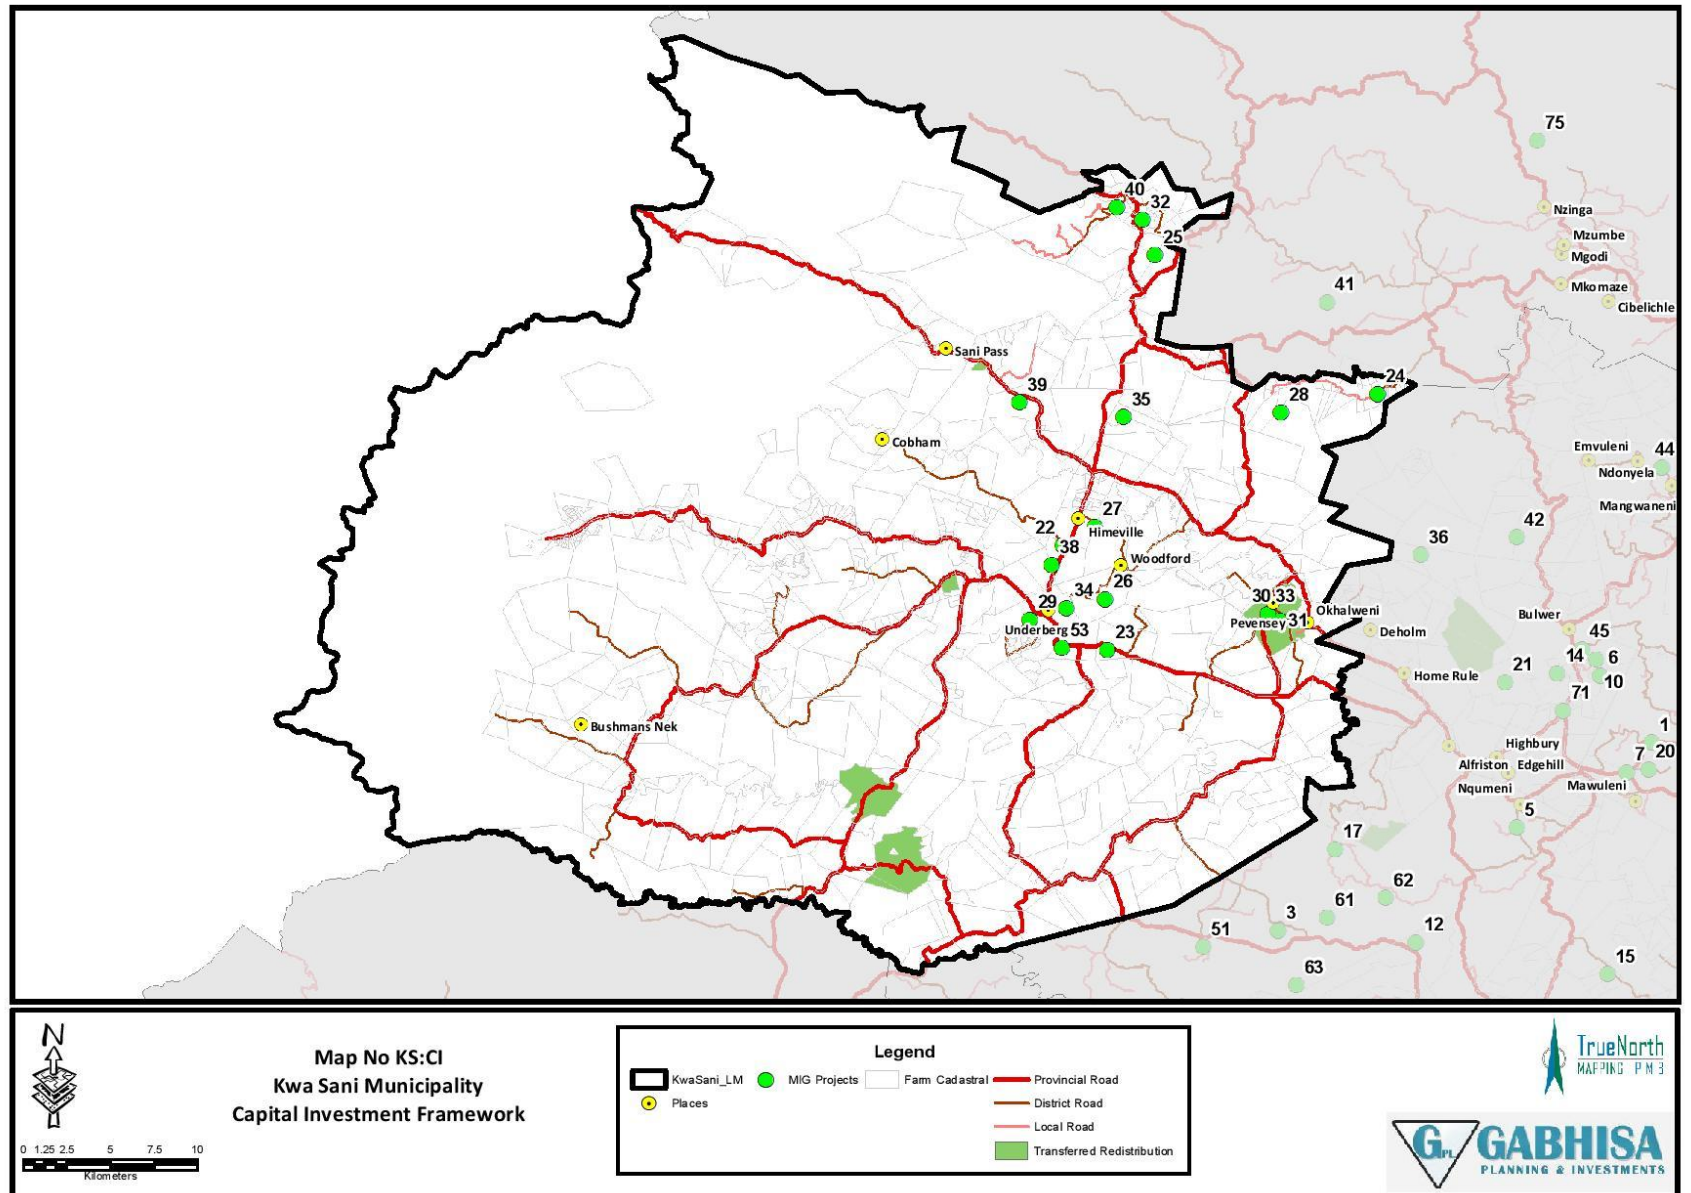 75
Nzinga
40
32
Mzumbe
25
Mgodi
41
Mkomaze
Cibelichle
Sani Pass
39
35
28
24
Cobham
Emvuleni
44
Ndonyela
Mangwaneni
27
22
Himeville
42
38
36
Woodford
34
26
29
30 33
Okhalweni
Underberg
53
23
Pevensey
31
Deholm
Bulwer
45
14
6
21
Home Rule
10
71
Bushmans Nek
1
Highbury
7
20
Alfriston
Edgehill
Nqumeni
Mawuleni
5
17
62
3
61
51
12
63
15
N
Map No KS:CI
Kwa Sani Municipality
Capital Investment Framework
0 1.25 2.5 5 7.5 10
Kilometers
Legend
KwaSani_LM
MIG Projects
Farm Cadastral
Provincial Road
Places
District Road
Local Road
Transferred Redistribution
TrueNorth
MAPPING PMB
GPL GABHISA
PLANNING & INVESTMENTS